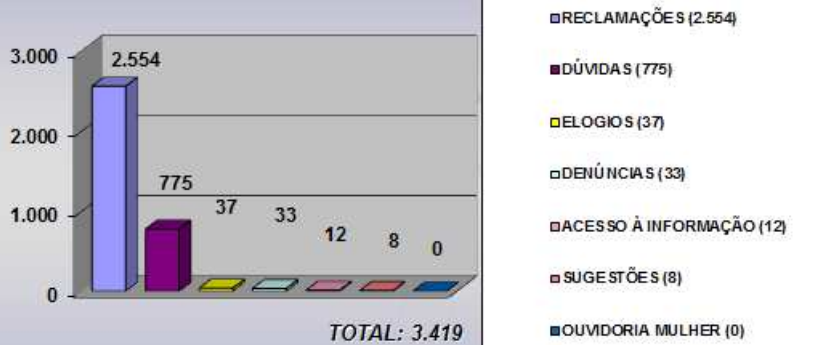 3.000
2.000
1.000
0
2.554
775
37
33
12
8
0
TOTAL: 3.419
RECLAMAÇÕES (2.554)
DÚVIDAS (775)
ELOGIOS (37)
DENÚNCIAS (33)
ACESSO À INFORMAÇÃO (12)
SUGESTÕES (8)
OUVIDORIA MULHER (0)